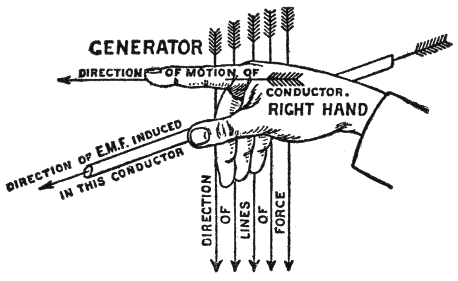 GENERATOR
DIRECTION OF MOTION OF
CONDUCTOR.
RIGHT HAND
DIRECTION OF E.M.F. INDUCED
IN THIS CONDUCTOR
DIRECTION
OF
LINES
OF
FORCE